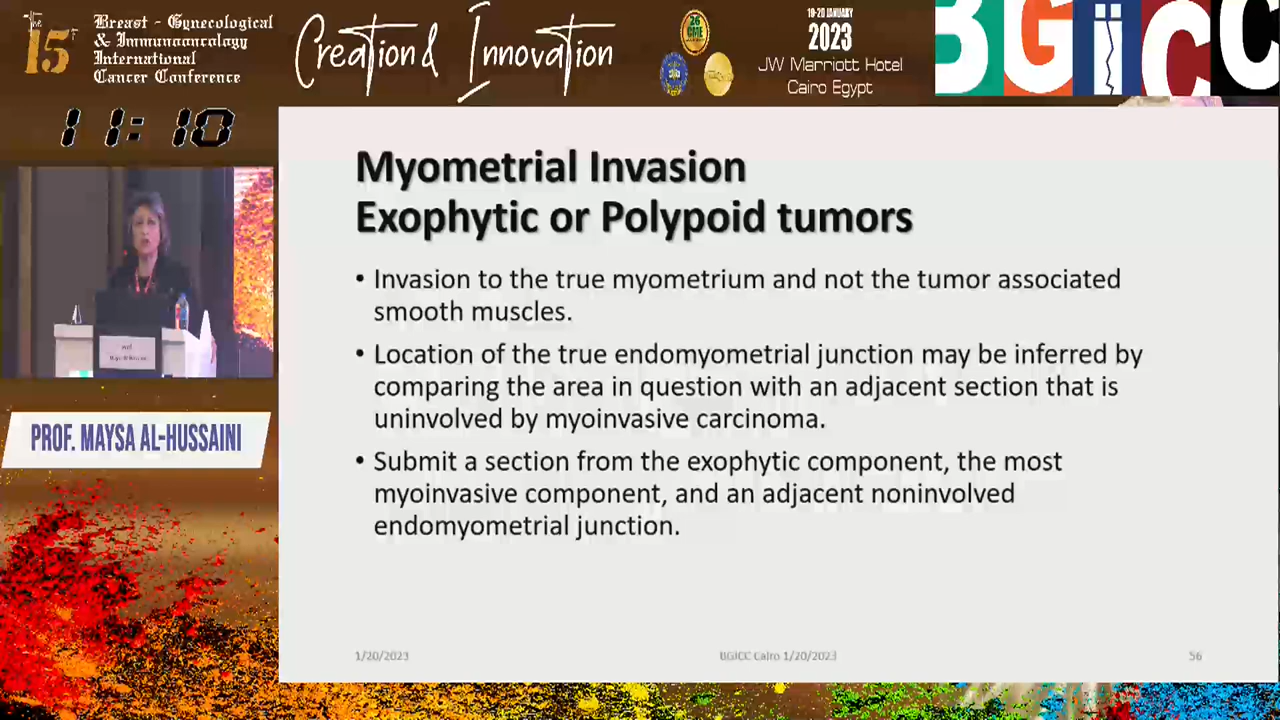 The
15th
Breast - Gynecological
& Immunoancology
International
Cancer Conference
Creation & Innovation
26
CME
18-20 JANUARY
2023
JW Marriott Hotel
Cairo Egypt
BGiCC
11:10
Myometrial Invasion
Exophytic or Polypoid tumors
• Invasion to the true myometrium and not the tumor associated
smooth muscles.
• Location of the true endomyometrial junction may be inferred by
comparing the area in question with an adjacent section that is
uninvolved by myoinvasive carcinoma.
• Submit a section from the exophytic component, the most
myoinvasive component, and an adjacent noninvolved
endomyometrial junction.
PROF. MAYSA AL-HUSSAINI
1/20/2023
BGICC Cairo 1/20/2023
56